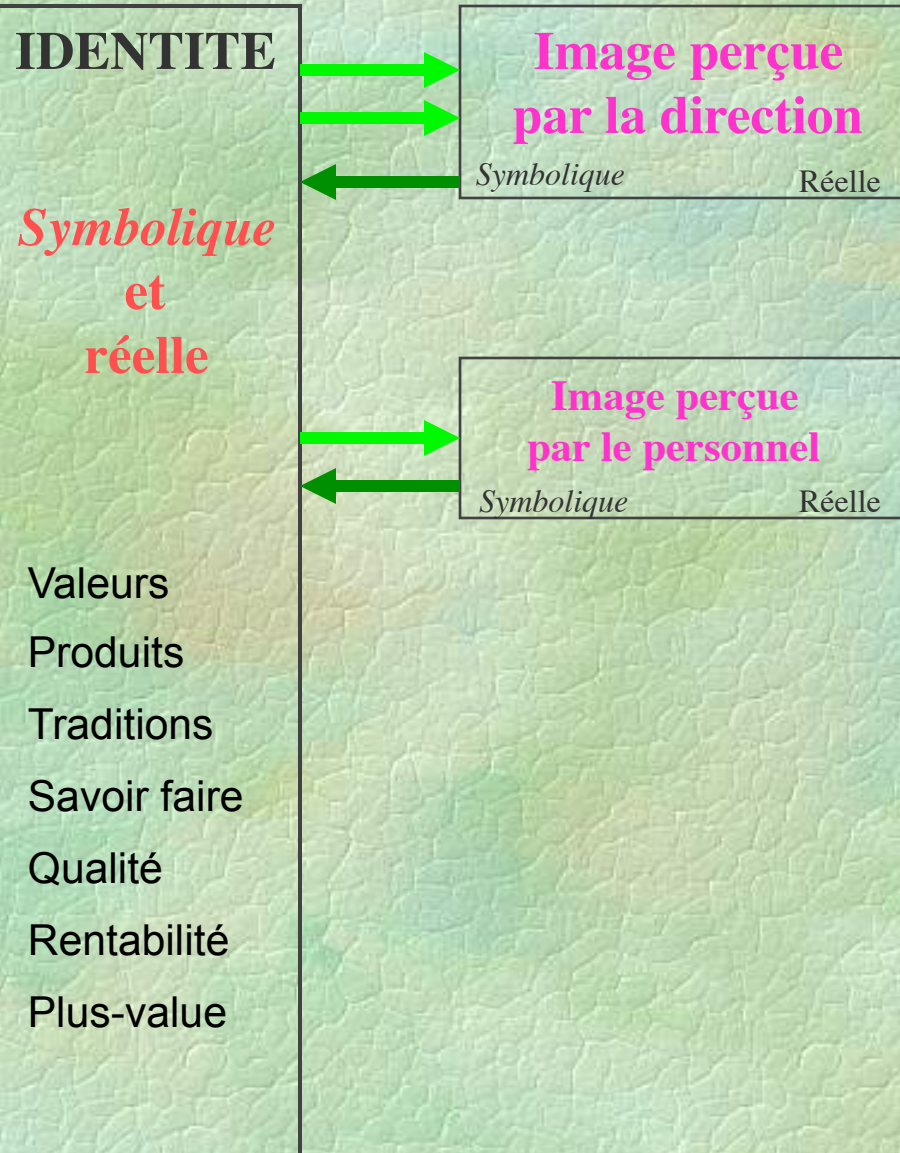 IDENTITE
Symbolique
et
réelle
Valeurs
Produits
Traditions
Savoir faire
Qualité
Rentabilité
Plus-value
Image perçue
par la direction
Symbolique Réelle
Image perçue
par le personnel
Symbolique Réelle